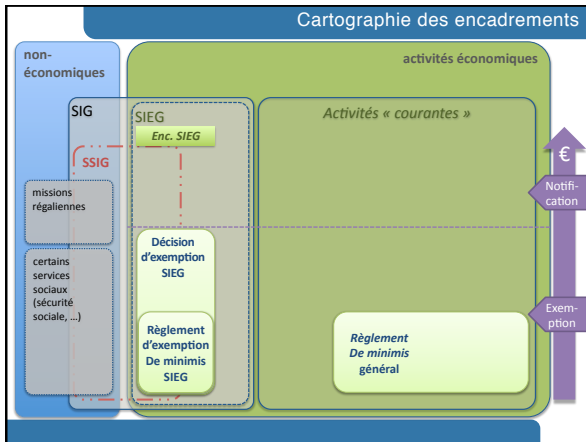 Cartographie des encadrements
non-
économiques
activités économiques
SIG
SIEG
Activités « courantes »
Enc. SIEG
SSIG
€
Notifi-
cation
missions
régaliennes
Décision
d'exemption
SIEG
certains
services
sociaux
(sécurité
sociale, ...)
Exem-
ption
Règlement
d'exemption
De minimis
SIEG
Règlement
De minimis
général